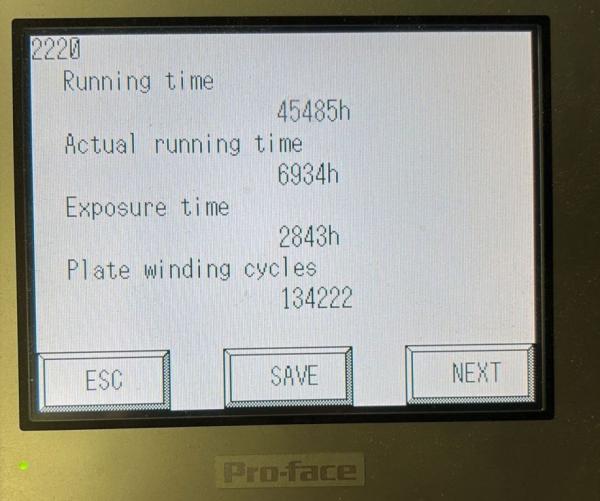 2220
Running time
45485h
Actual running time
6934h
Exposure time
2843h
Plate winding cycles
134222
ESC
SAVE
NEXT
Pro-face